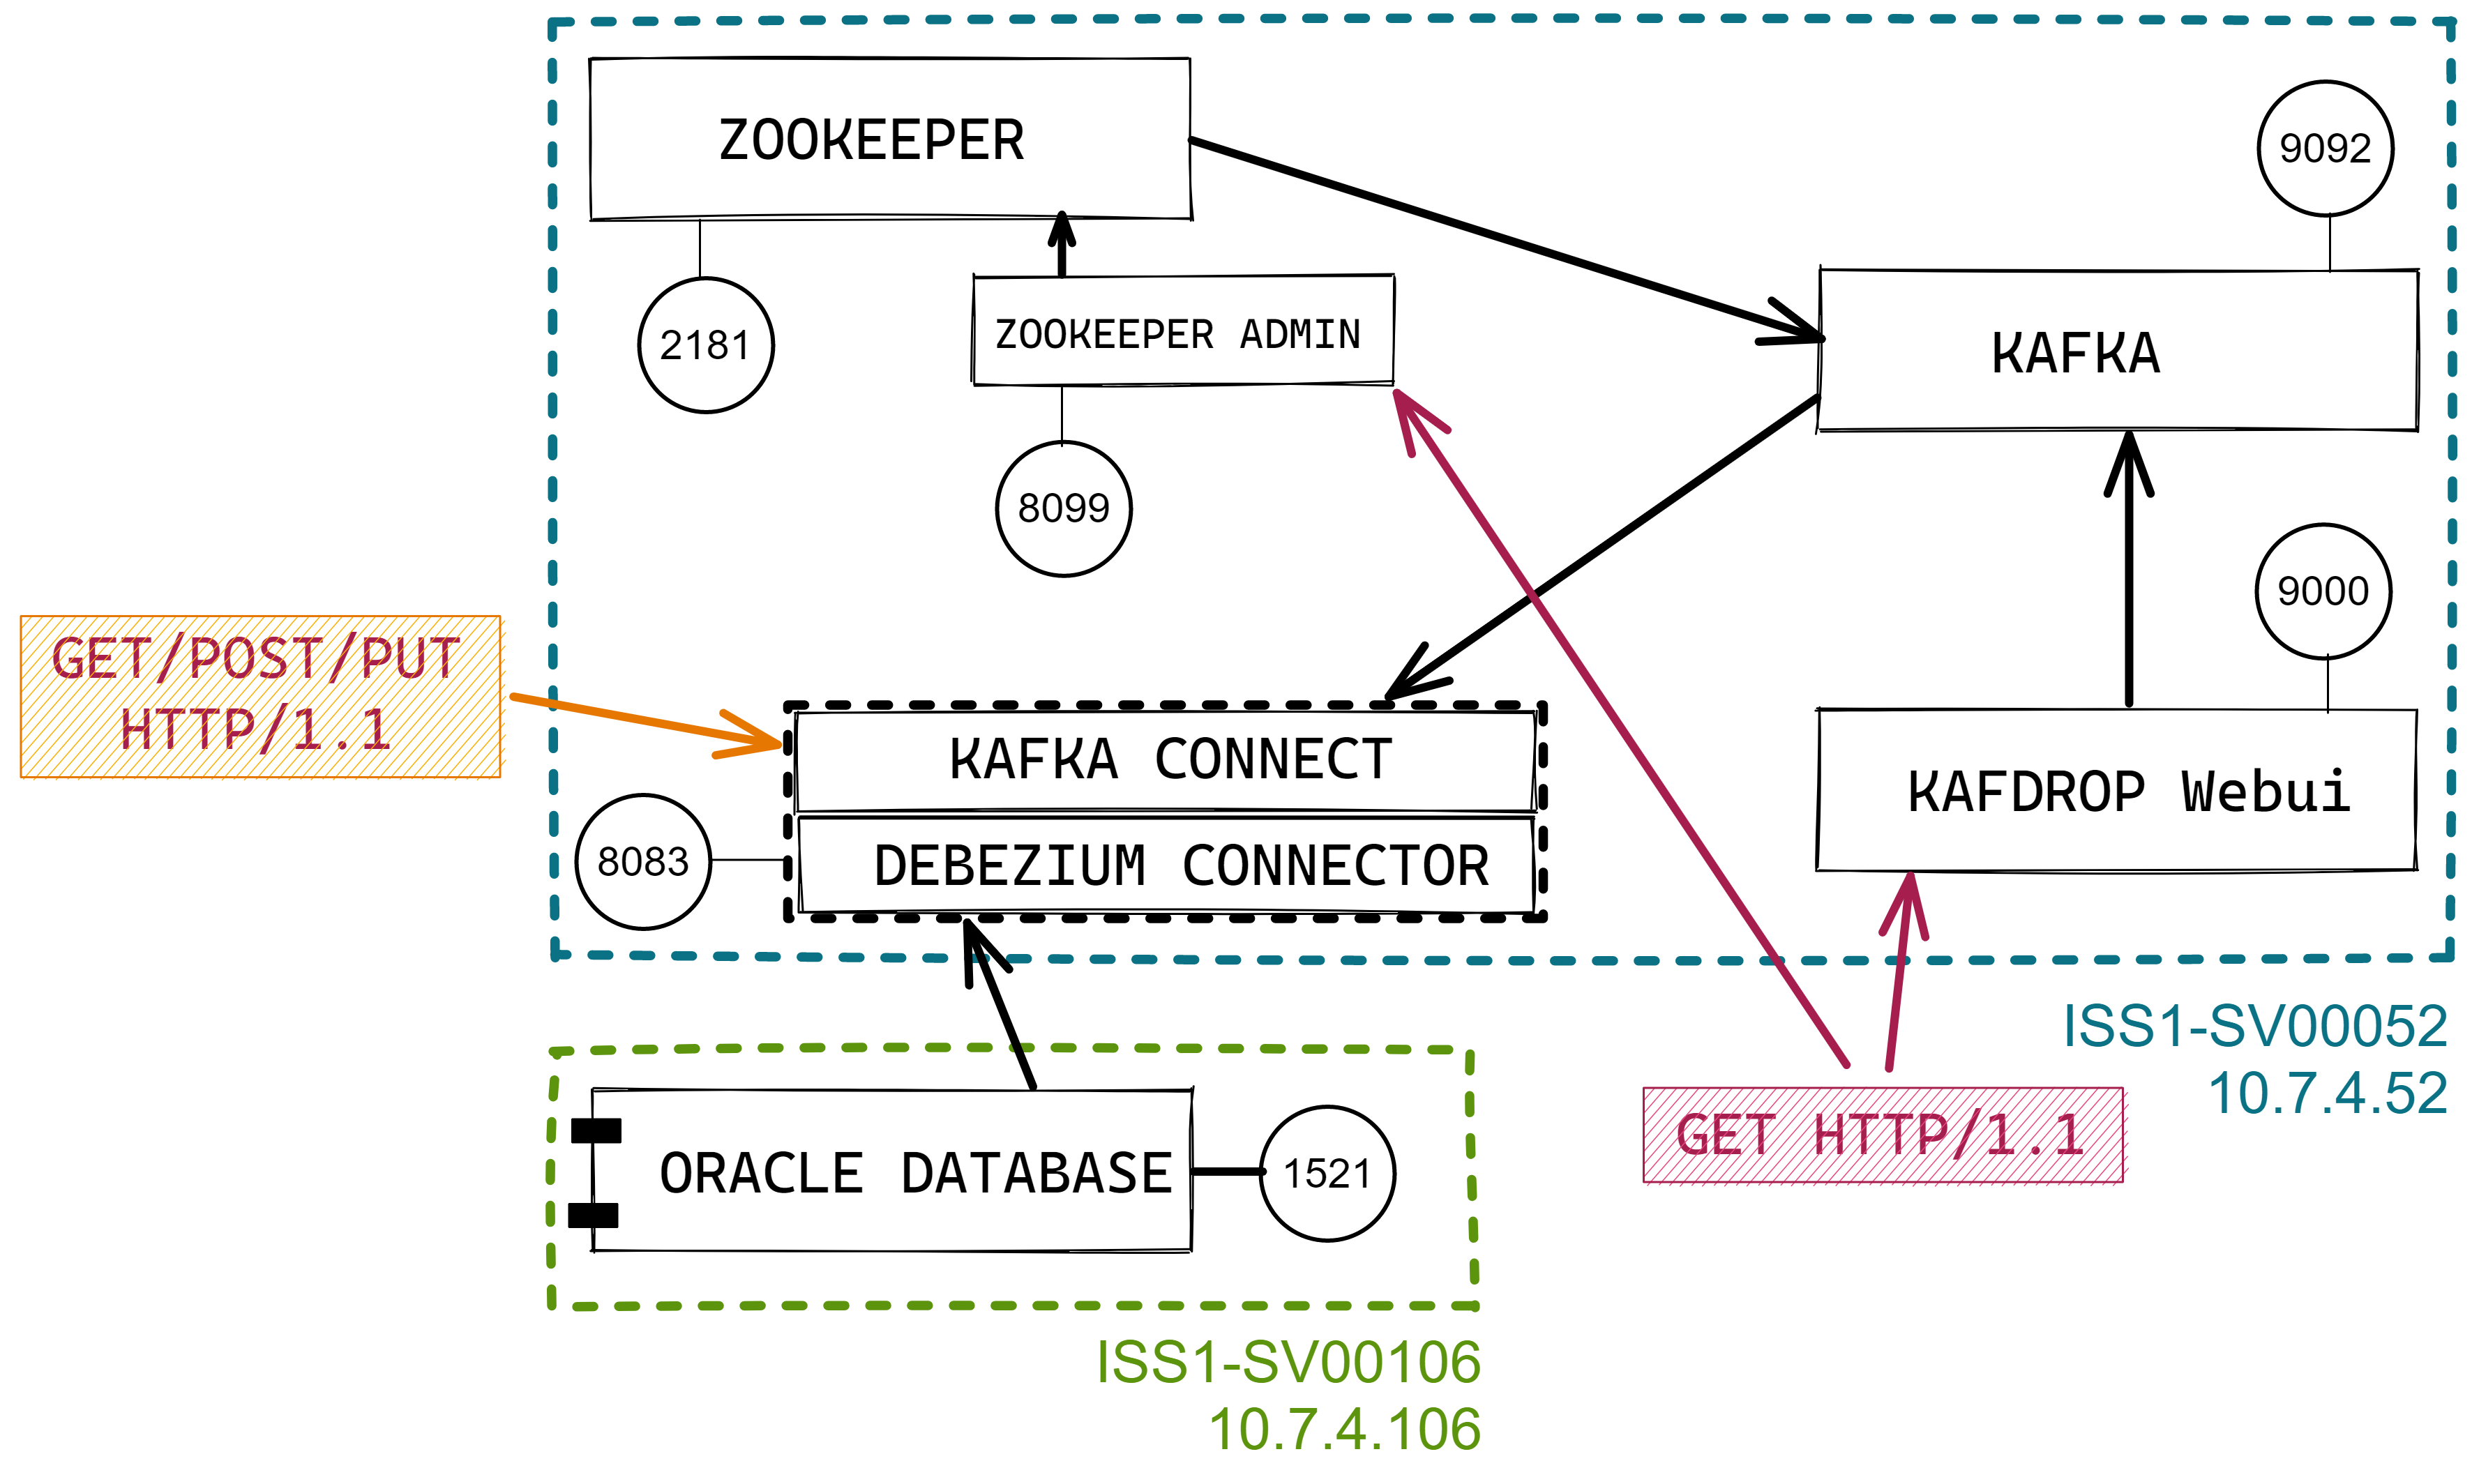 ZOOKEEPER
9092
2181
ZOOKEEPER ADMIN
KAFKA
8099
9000
GET/POST/PUT
HTTP/1.1
KAFKA CONNECT
KAFDROP Webui
8083
DEBEZIUM CONNECTOR
ISS1-SV00052
10.7.4.52
GET HTTP/1.1
ORACLE DATABASE
1521
ISS1-SV00106
10.7.4.106